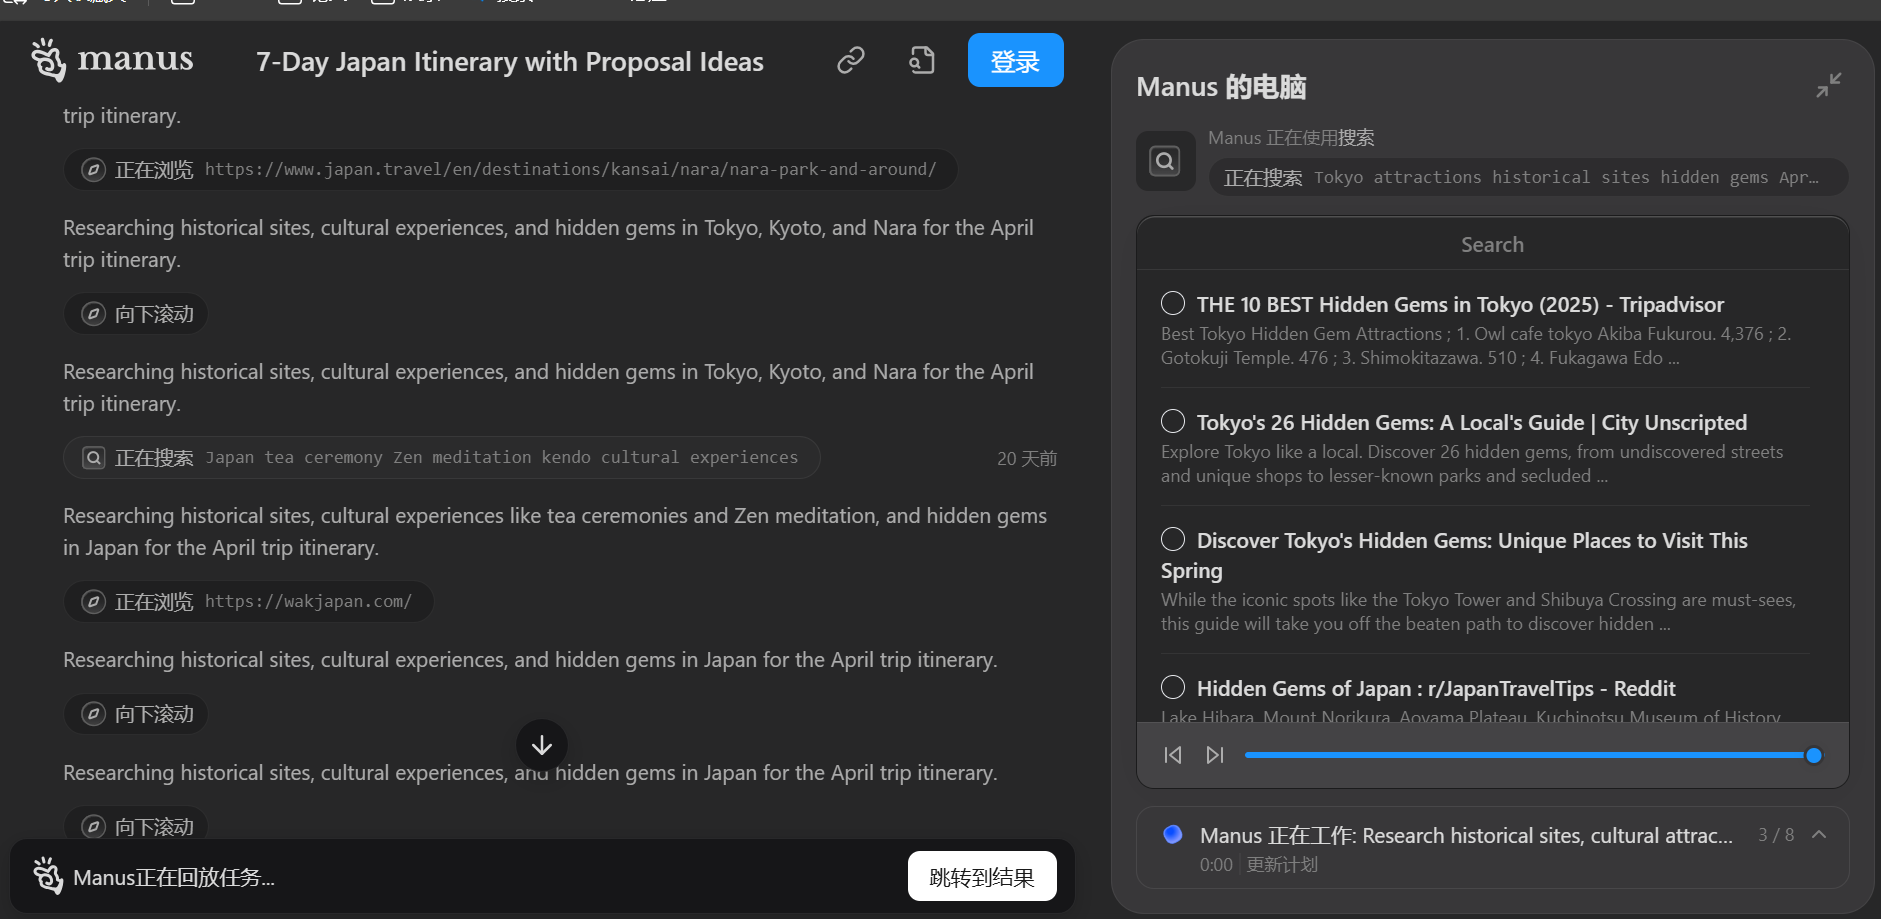 manus
7-Day Japan Itinerary with Proposal Ideas
登录
trip itinerary.
正在浏览 https://www.japan.travel/en/destinations/kansai/nara/nara-park-and-around/
Researching historical sites, cultural experiences, and hidden gems in Tokyo, Kyoto, and Nara for the April
trip itinerary.
向下滚动
Researching historical sites, cultural experiences, and hidden gems in Tokyo, Kyoto, and Nara for the April
trip itinerary.
正在搜索 Japan tea ceremony Zen meditation kendo cultural experiences
20 天前
Researching historical sites, cultural experiences like tea ceremonies and Zen meditation, and hidden gems
in Japan for the April trip itinerary.
正在浏览 https://wakjapan.com/
Researching historical sites, cultural experiences, and hidden gems in Japan for the April trip itinerary.
向下滚动
Researching historical sites, cultural experiences, and hidden gems in Japan for the April trip itinerary.
向下滚动
Manus正在回放任务...
跳转到结果
Manus 的电脑
Manus 正在使用搜索
正在搜索 Tokyo attractions historical sites hidden gems Apr...
Search
THE 10 BEST Hidden Gems in Tokyo (2025) - Tripadvisor
Best Tokyo Hidden Gem Attractions ; 1. Owl cafe tokyo Akiba Fukurou. 4,376 ; 2.
Gotokuji Temple. 476 ; 3. Shimokitazawa. 510 ; 4. Fukagawa Edo ...
Tokyo's 26 Hidden Gems: A Local's Guide | City Unscripted
Explore Tokyo like a local. Discover 26 hidden gems, from undiscovered streets
and unique shops to lesser-known parks and secluded ...
Discover Tokyo's Hidden Gems: Unique Places to Visit This
Spring
While the iconic spots like the Tokyo Tower and Shibuya Crossing are must-sees,
this guide will take you off the beaten path to discover hidden ...
Hidden Gems of Japan : r/JapanTravelTips - Reddit
Lake Hibara, Mount Norikura, Aoyama Plateau, Kuchinotsu Museum of History
Manus 正在工作: Research historical sites, cultural attrac...
3 / 8
0:00 更新计划